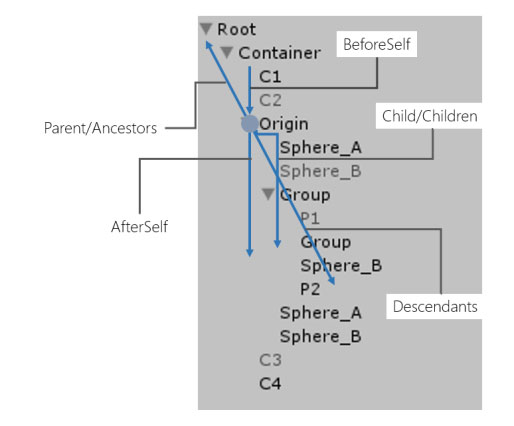 Root
Container
BeforeSelf
C1
C2
Child/Children
Parent/Ancestors
Origin
Sphere_A
Sphere_B
Group
P1
AfterSelf
Group
Sphere_B
P2
Descendants
Sphere_A
Sphere_B
C3
C4